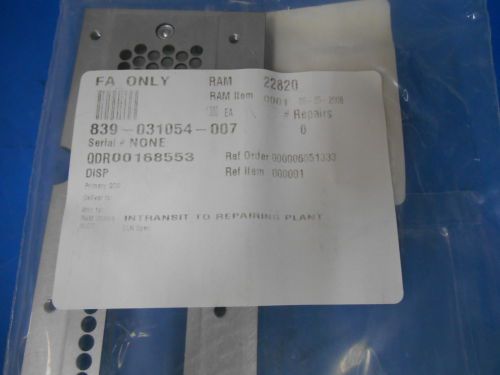 FA ONLY RAM 22820
RAM Item 0001
EA # Repairs
839-031054-007 0
Serial # NONE
QDR00168553 Ref Order
DISP Ref Item 000001
INTRANSIT TO REPAIRING PLANT